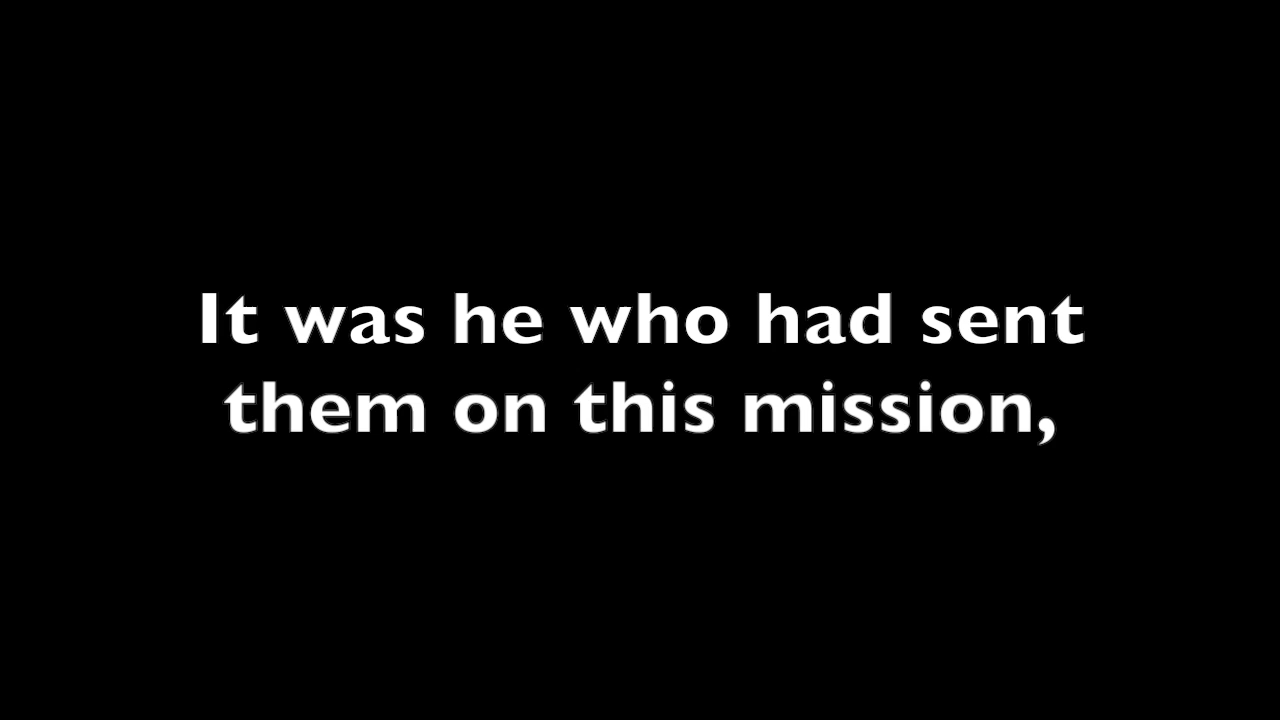 It was he who had sent
them on this mission,